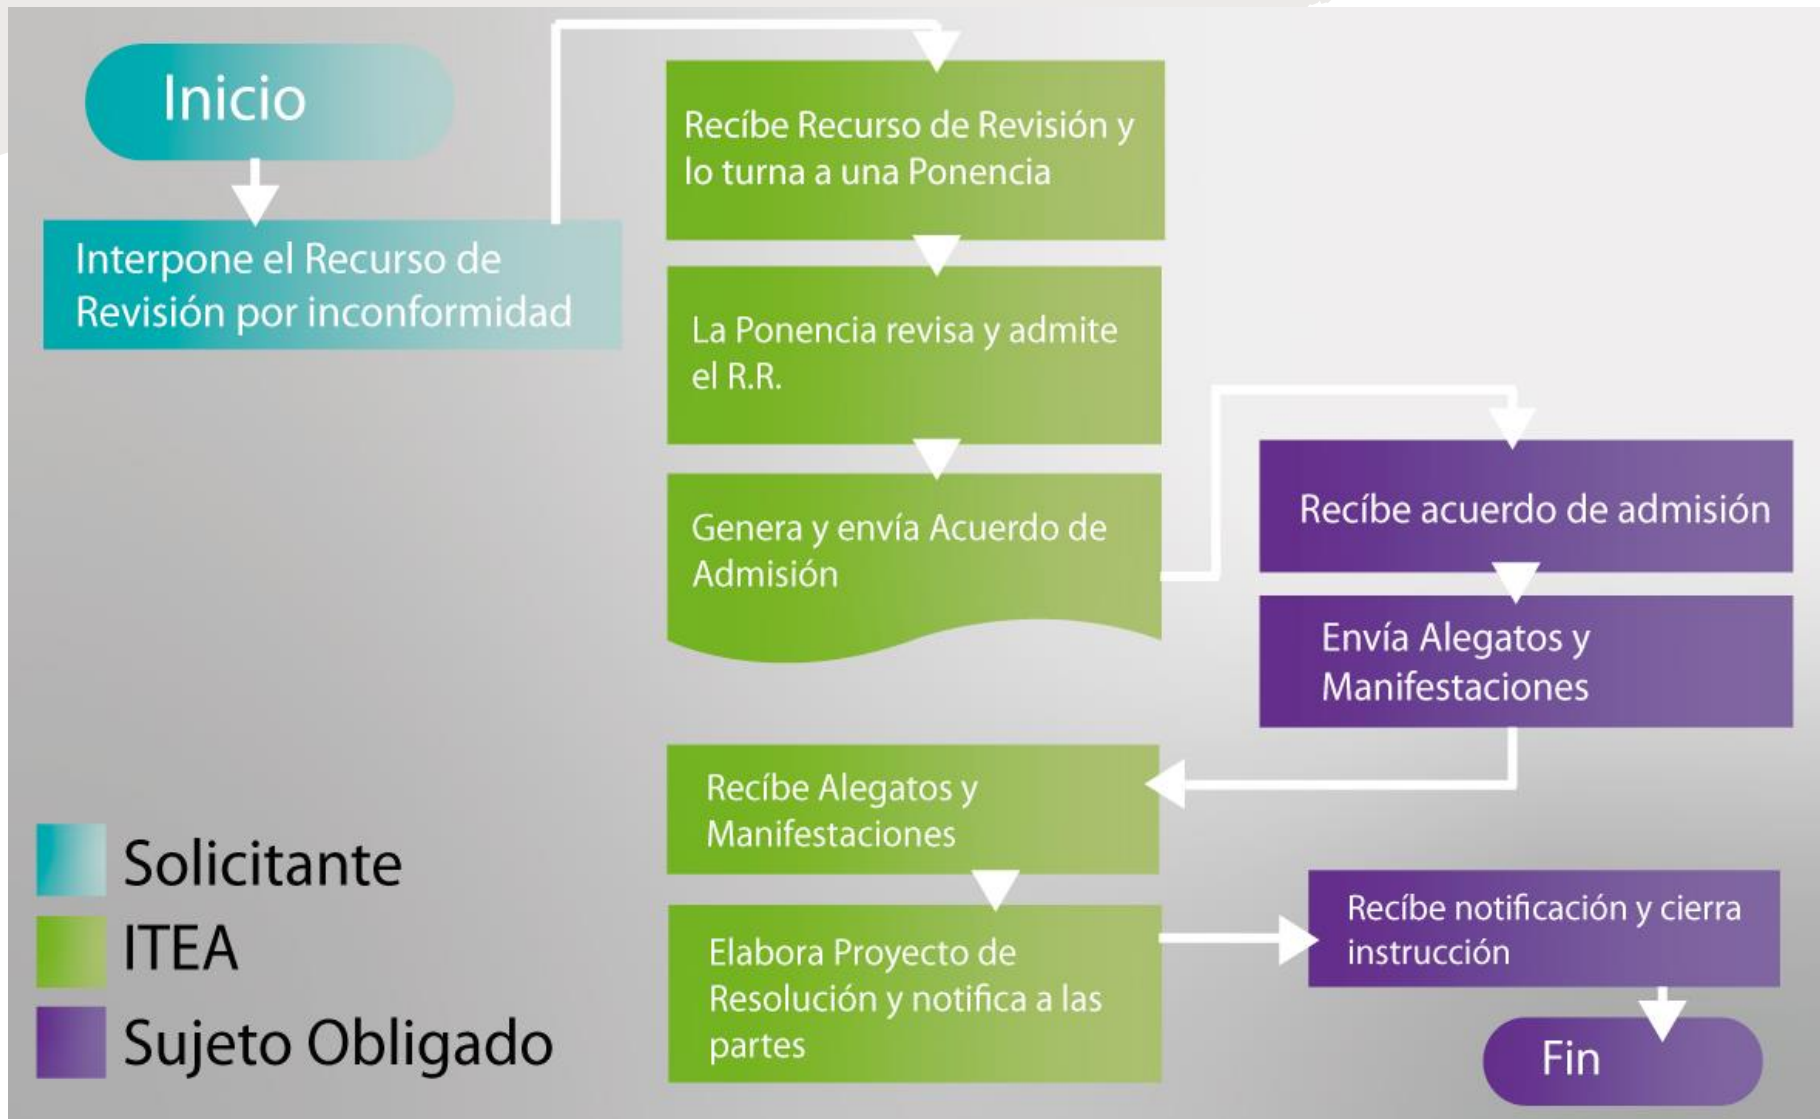 Inicio
Interpone el Recurso de
Revisión por inconformidad
Recíbe Recurso de Revisión y
lo turna a una Ponencia
La Ponencia revisa y admite
el R.R.
Genera y envía Acuerdo de
Admisión
Recíbe acuerdo de admisión
Envía Alegatos y
Manifestaciones
Recíbe Alegatos y
Manifestaciones
Elabora Proyecto de
Resolución y notifica a las
partes
Recíbe notificación y cierra
instrucción
Fin
Solicitante
ITEA
Sujeto Obligado